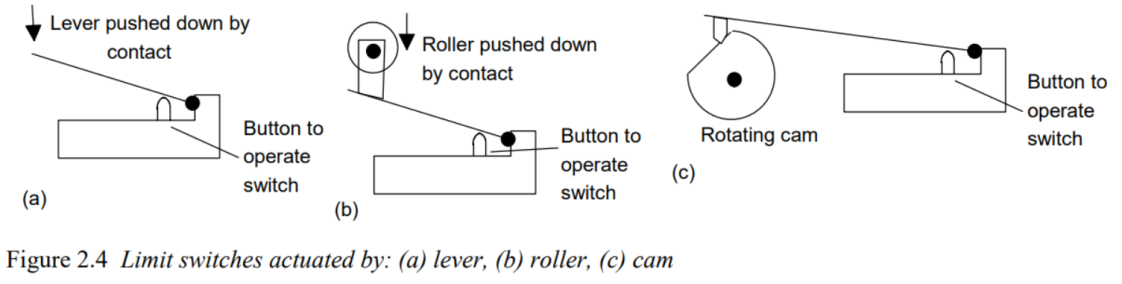 Lever pushed down by
contact
Button to
operate
switch
(a)
Roller pushed down
by contact
Button to
operate
switch
(b)
Rotating cam
Button to
operate
switch
(c)
Figure 2.4 Limit switches actuated by: (a) lever, (b) roller, (c) cam